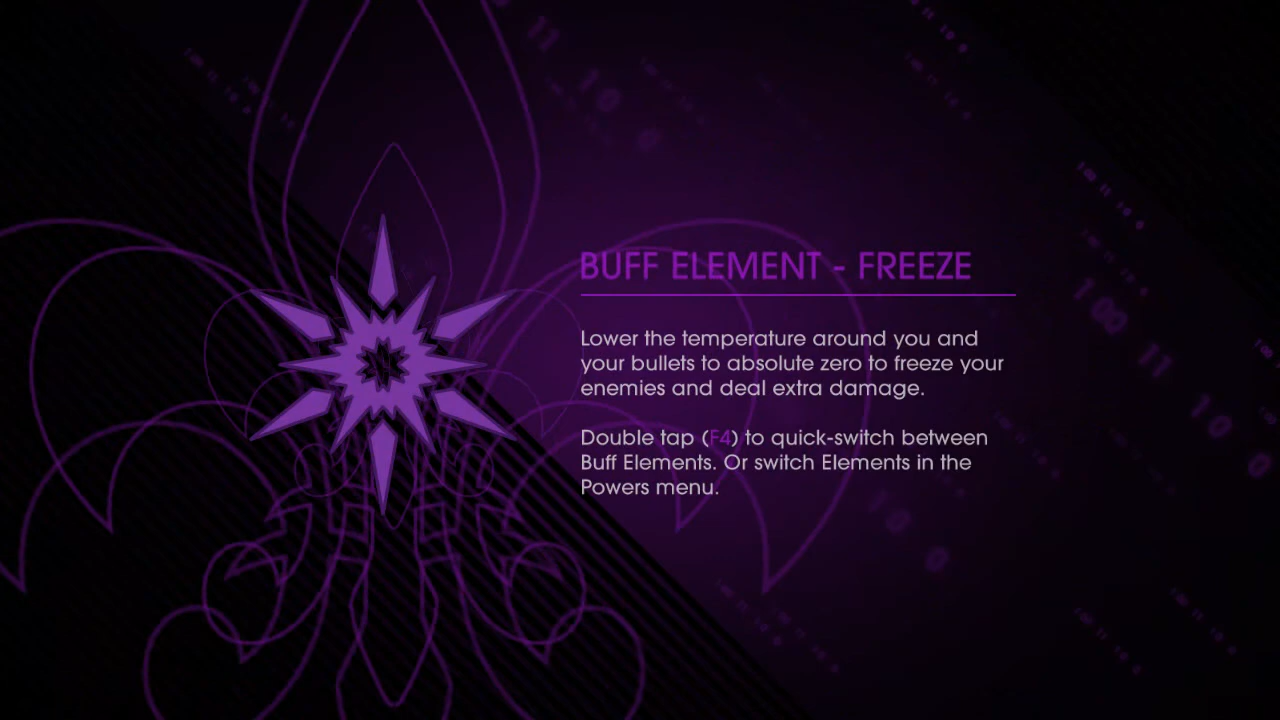 BUFF ELEMENT - FREEZE
Lower the temperature around you and
your bullets to absolute zero to freeze your
enemies and deal extra damage.
Double tap (F4) to quick-switch between
Buff Elements. Or switch Elements in the
Powers menu.